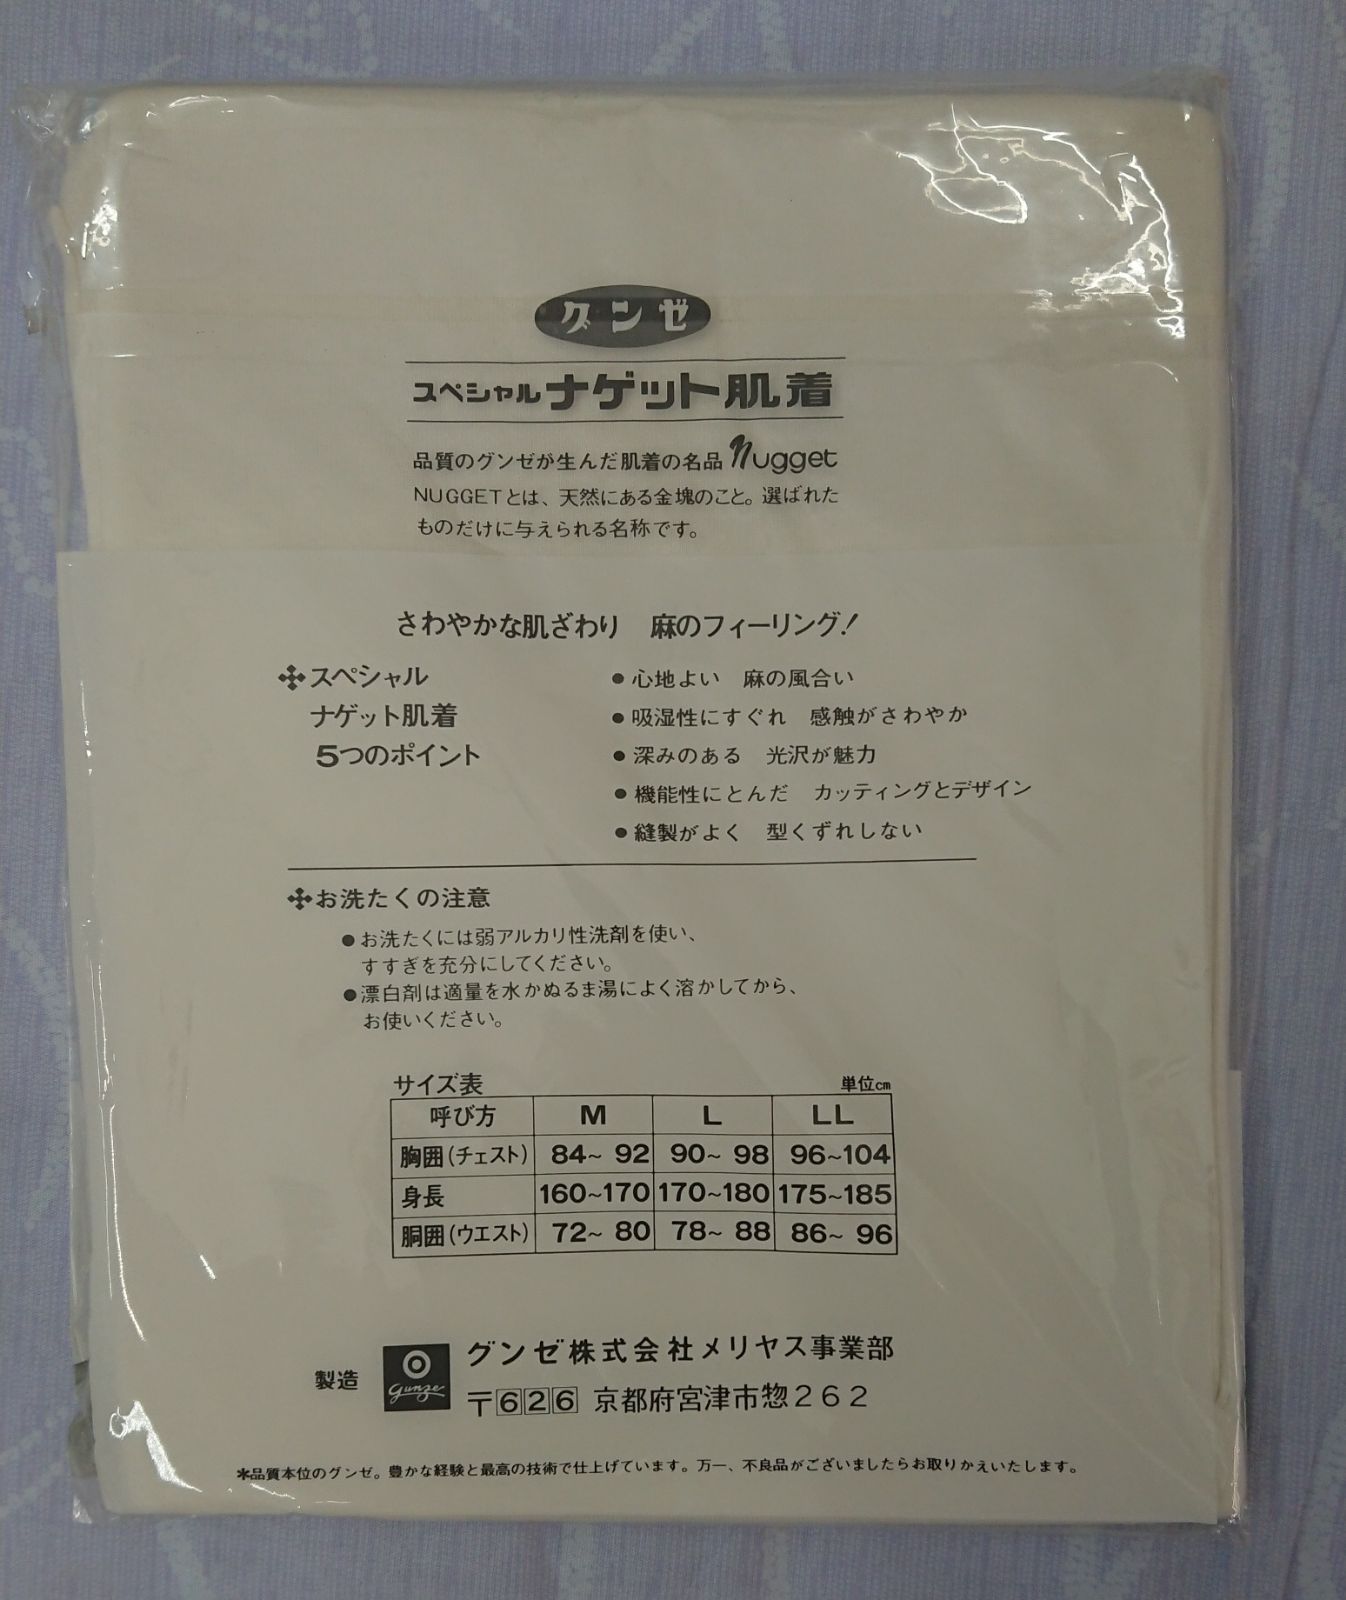 グンゼ
スペシャルナゲット肌着
品質のグンゼが生んだ肌着の名品 Nugget
NUGGETとは、天然にある金塊のこと。選ばれた
ものだけに与えられる名称です。
さわやかな肌ざわり　麻のフィーリング!
スペシャル
ナゲット肌着
5つのポイント
●心地よい　麻の風合い
●吸湿性にすぐれ　感触がさわやか
●深みのある　光沢が魅力
●機能性にとんだ　カッティングとデザイン
●縫製がよく　型くずれしない
お洗たくの注意
●お洗たくには弱アルカリ性洗剤を使い、
すすぎを充分にしてください。
●漂白剤は適量を水かぬるま湯によく溶かしてから、
お使いください。
サイズ表 単位cm
呼び方 M L LL
胸囲(チェスト) 84~92 90~98 96~104
身長 160~170 170~180 175~185
胴囲(ウエスト) 72~80 78~88 86~96
製造 gunze グンゼ株式会社メリヤス事業部
〒626 京都府宮津市惣262
*品質本位のグンゼ。豊かな経験と最高の技術で仕上げています。万一、不良品がございましたらお取りかえいたします。